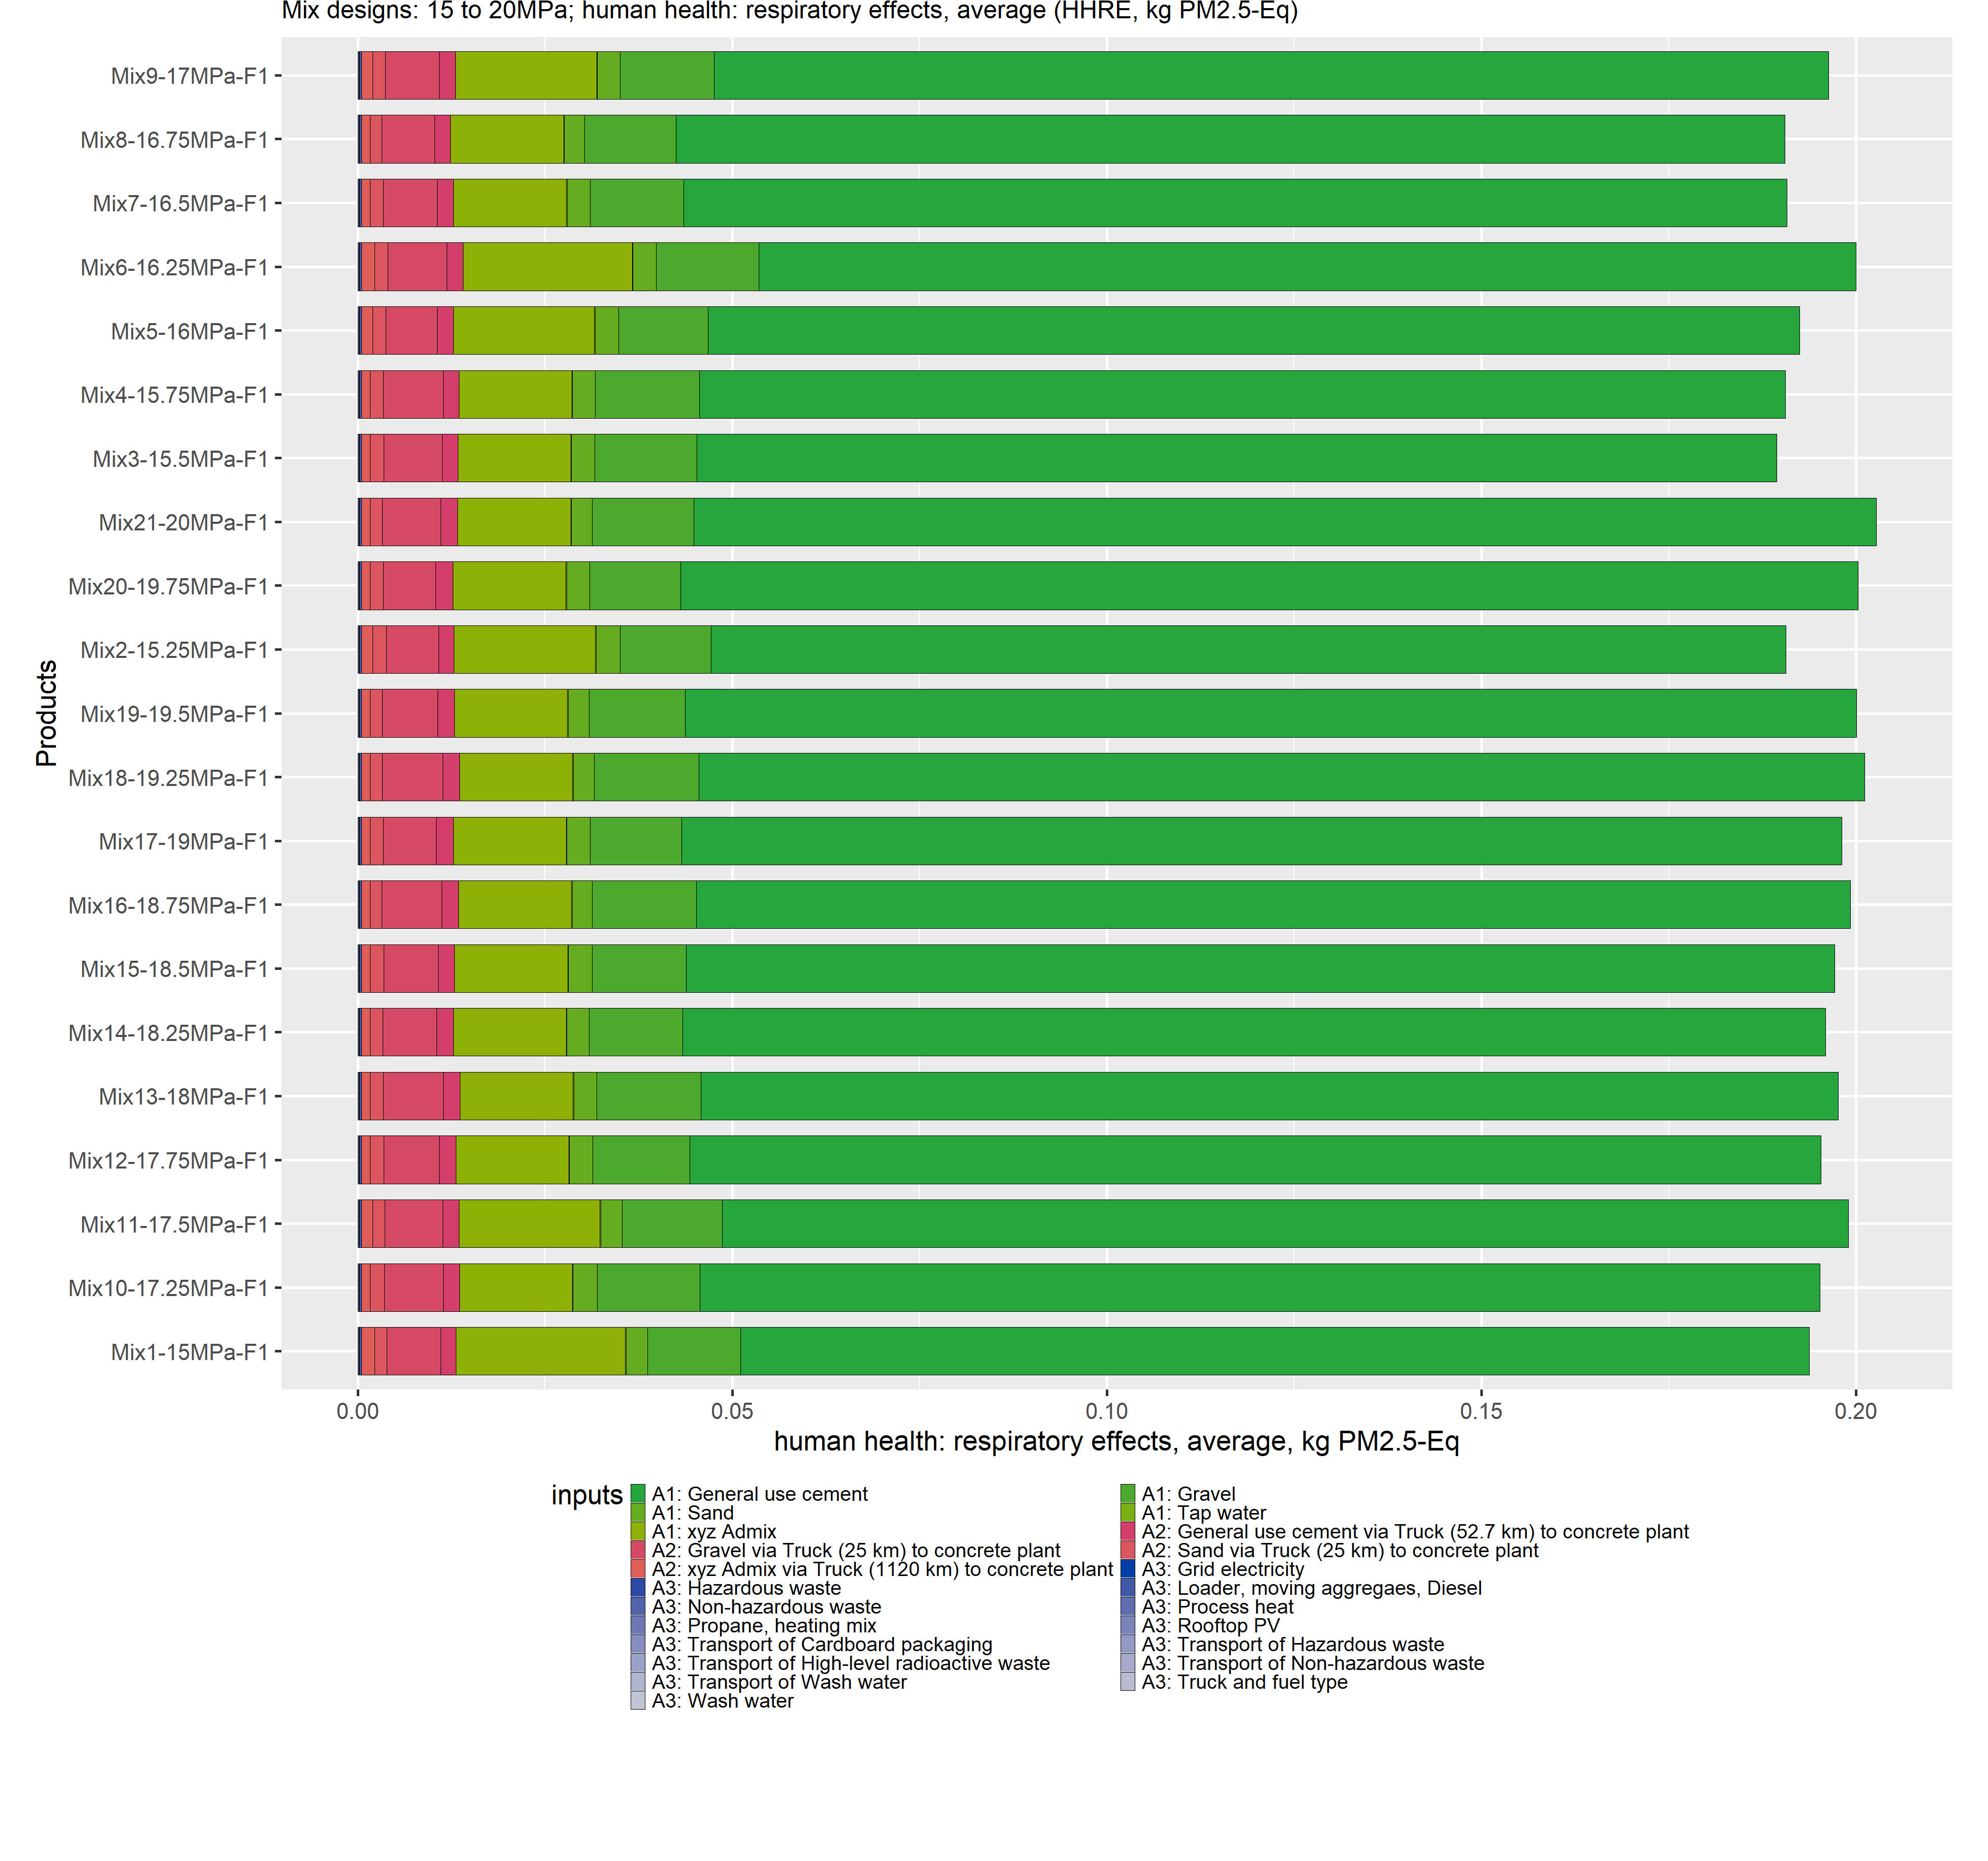 Mix designs: 15 to 20MPa; human health: respiratory effects, average (HHRE, kg PM2.5-Eq)
Mix9-17MPa-F1
Mix8-16.75MPa-F1
Mix7-16.5MPa-F1
Mix6-16.25MPa-F1
Mix5-16MPa-F1
Mix4-15.75MPa-F1
Mix3-15.5MPa-F1
Mix21-20MPa-F1
Mix20-19.75MPa-F1
Mix2-15.25MPa-F1
Mix19-19.5MPa-F1
Mix18-19.25MPa-F1
Mix17-19MPa-F1
Mix16-18.75MPa-F1
Mix15-18.5MPa-F1
Mix14-18.25MPa-F1
Mix13-18MPa-F1
Mix12-17.75MPa-F1
Mix11-17.5MPa-F1
Mix10-17.25MPa-F1
Mix1-15MPa-F1
Products
0.00 0.05 0.10 0.15 0.20
human health: respiratory effects, average, kg PM2.5-Eq
inputs
A1: General use cement
A1: Gravel
A1: Sand
A1: Tap water
A1: xyz Admix
A2: General use cement via Truck (52.7 km) to concrete plant
A2: Gravel via Truck (25 km) to concrete plant
A2: Sand via Truck (25 km) to concrete plant
A2: xyz Admix via Truck (1120 km) to concrete plant
A3: Grid electricity
A3: Hazardous waste
A3: Loader, moving aggregaes, Diesel
A3: Non-hazardous waste
A3: Process heat
A3: Propane, heating mix
A3: Rooftop PV
A3: Transport of Cardboard packaging
A3: Transport of Hazardous waste
A3: Transport of High-level radioactive waste
A3: Transport of Non-hazardous waste
A3: Transport of Wash water
A3: Truck and fuel type
A3: Wash water